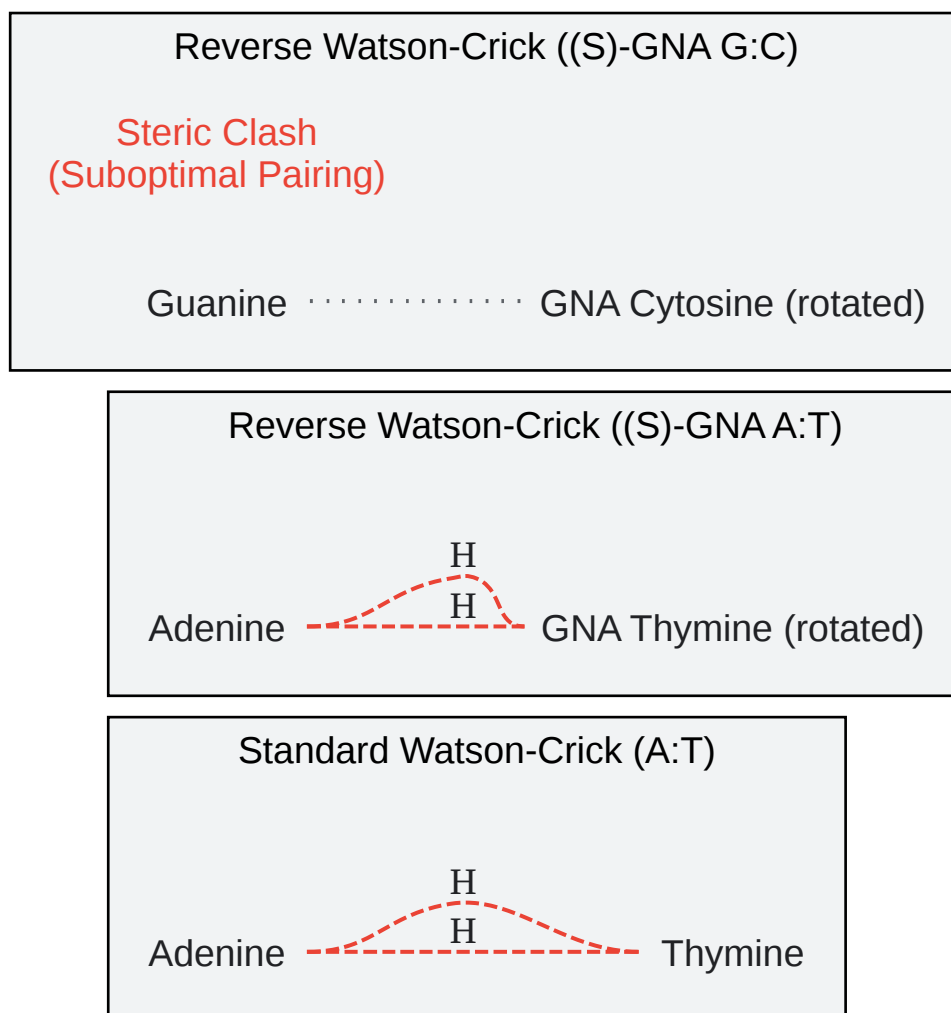 Reverse Watson-Crick ((S)-GNA G:C)
Steric Clash
(Suboptimal Pairing)
Guanine
GNA Cytosine (rotated)
Reverse Watson-Crick ((S)-GNA A:T)
H
H
Adenine
GNA Thymine (rotated)
Standard Watson-Crick (A:T)
H
H
Adenine
Thymine